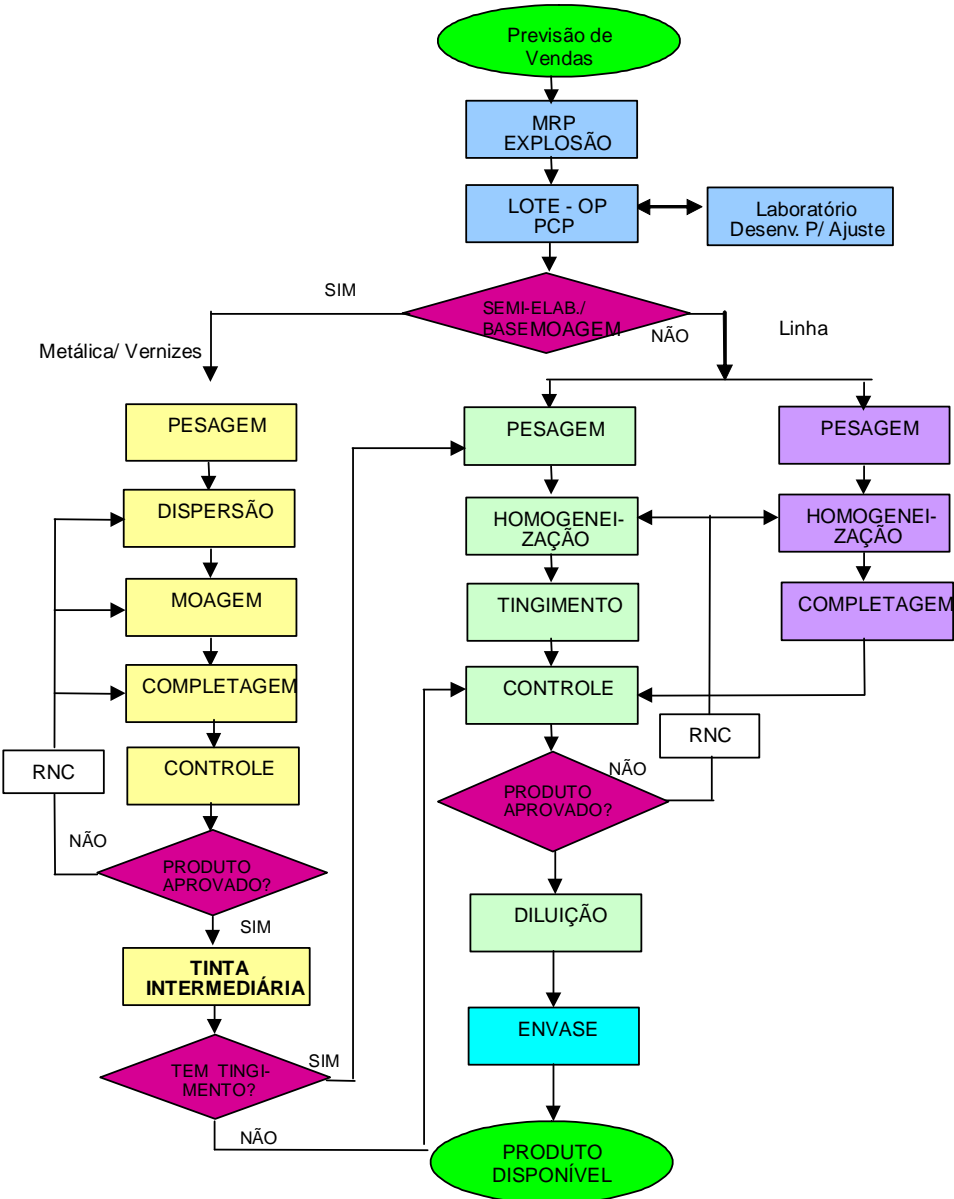 Previsão de
Vendas
MRP
EXPLOSÃO
LOTE - OP
PCP
Laboratório
Desenv. P/ Ajuste
SIM
SEMI-ELAB./
BASEMOAGEM
NÃO
Linha
Metálica/ Vernizes
PESAGEM
PESAGEM
PESAGEM
DISPERSÃO
HOMOGENEI-
ZAÇÃO
HOMOGENEI-
ZAÇÃO
MOAGEM
TINGIMENTO
COMPLETAGEM
COMPLETAGEM
CONTROLE
RNC
RNC
CONTROLE
NÃO
PRODUTO
APROVADO?
NÃO
PRODUTO
APROVADO?
SIM
DILUIÇÃO
TINTA
INTERMEDIÁRIA
ENVASE
TEM TINGI-
MENTO?
SIM
NÃO
PRODUTO
DISPONÍVEL